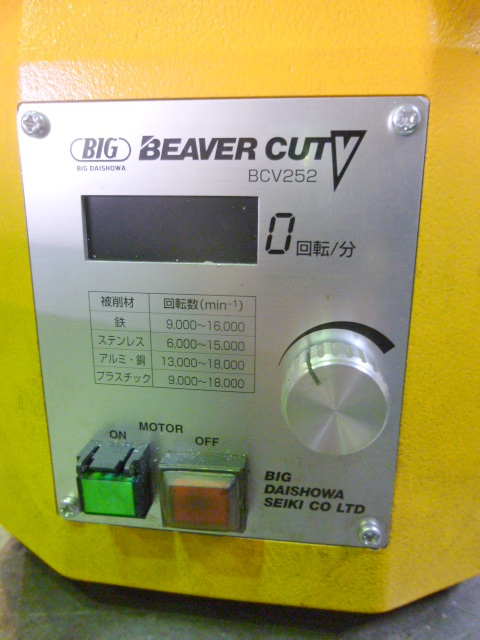 BIG BEAVER CUT V
BIG DAISHOWA
BCV252
0回転/分
被削材 回転数(min⁻¹)
鉄 9,000〜16,000
ステンレス 6,000〜15,000
アルミ・銅 13,000〜18,000
プラスチック 9,000〜18,000
MOTOR
ON OFF
BIG
DAISHOWA
SEIKI CO LTD